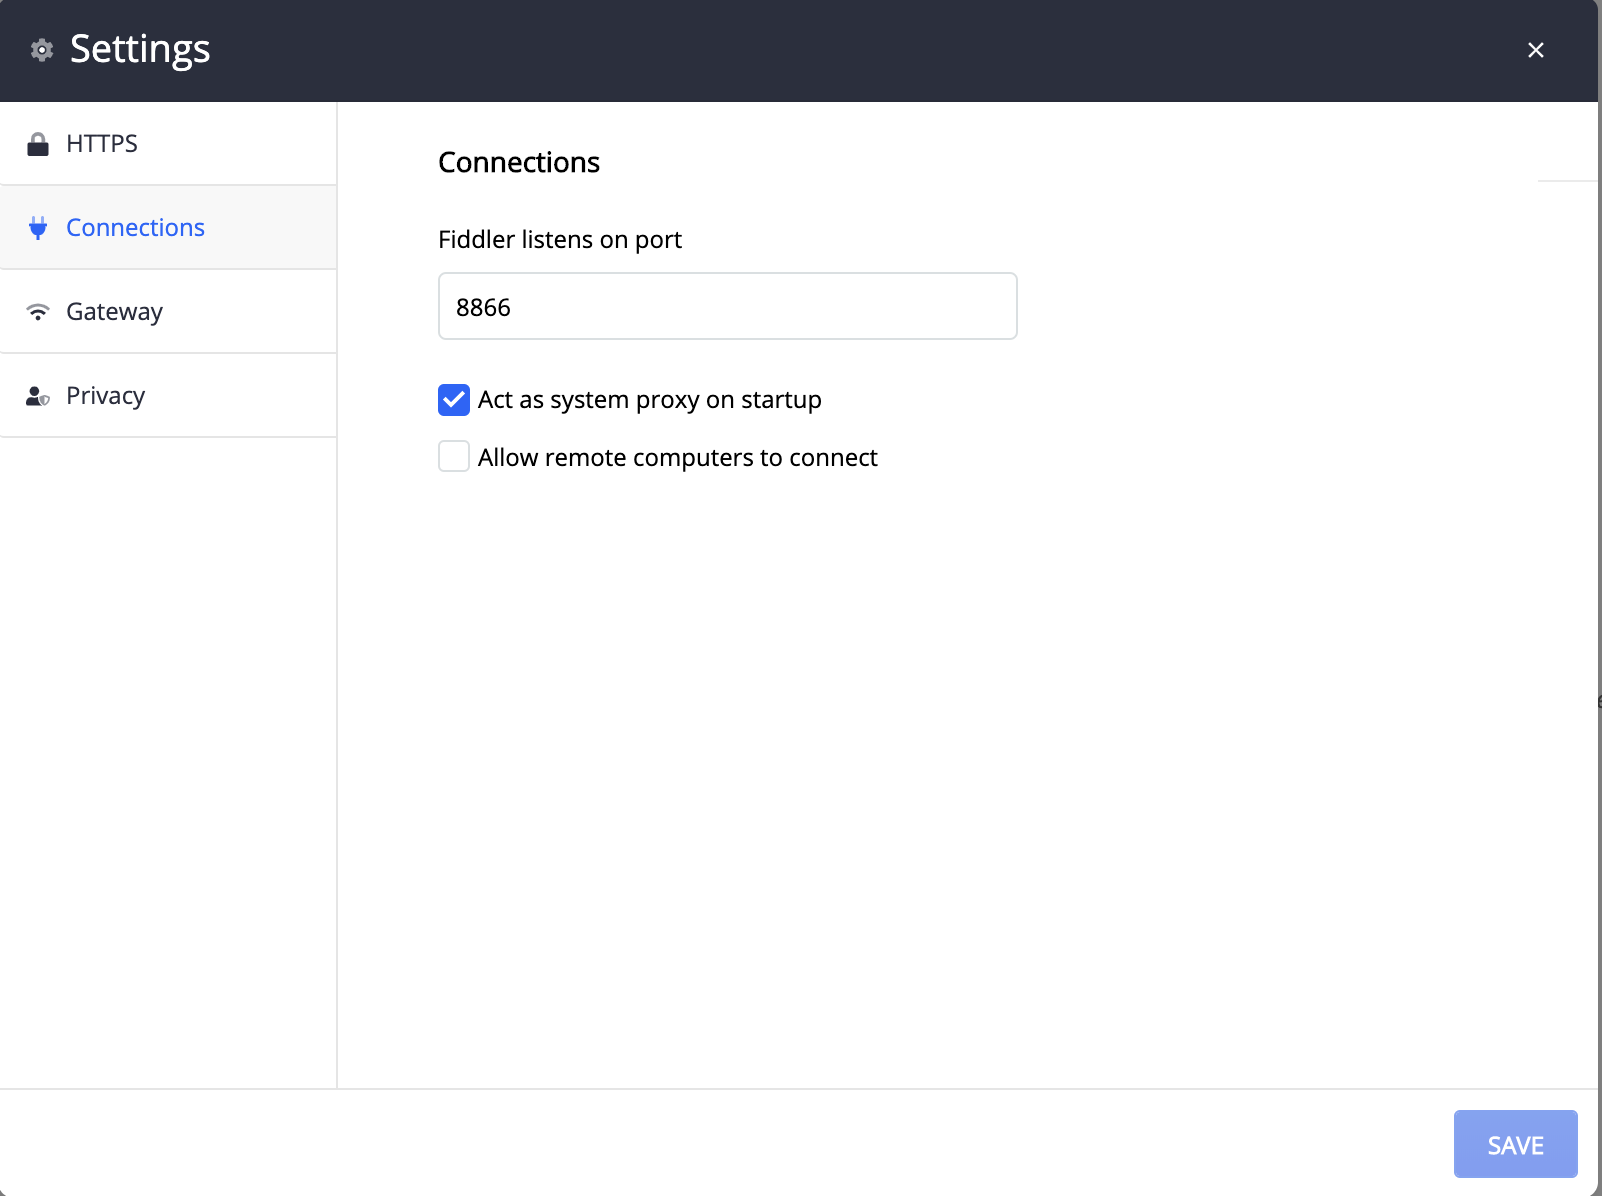 Settings
HTTPS
Connections
Gateway
Privacy
Connections
Fiddler listens on port
8866
Act as system proxy on startup
Allow remote computers to connect
SAVE